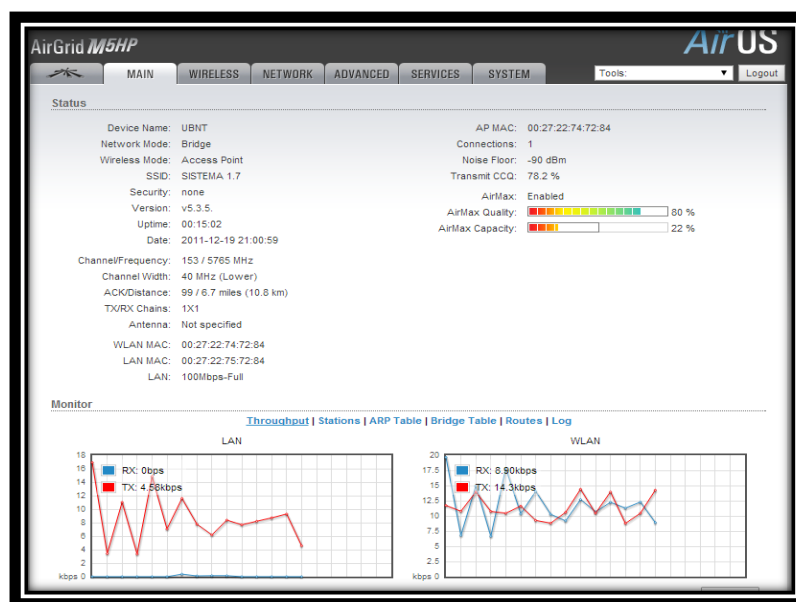 AirGrid M5HP
AirOS
MAIN WIRELESS NETWORK ADVANCED SERVICES SYSTEM Tools: Logout
Status
Device Name: UBNT
Network Mode: Bridge
Wireless Mode: Access Point
SSID: SISTEMA 1.7
Security: none
Version: v5.3.5.
Uptime: 00:15:02
Date: 2011-12-19 21:00:59
Channel/Frequency: 153 / 5765 MHz
Channel Width: 40 MHz (Lower)
ACK/Distance: 99 / 6.7 miles (10.8 km)
TX/RX Chains: 1X1
Antenna: Not specified
WLAN MAC: 00:27:22:74:72:84
LAN MAC: 00:27:22:75:72:84
LAN: 100Mbps-Full
AP MAC: 00:27:22:74:72:84
Connections: 1
Noise Floor: -90 dBm
Transmit CCQ: 78.2 %
AirMax: Enabled
AirMax Quality: 80 %
AirMax Capacity: 22 %
Monitor
Throughput | Stations | ARP Table | Bridge Table | Routes | Log
LAN
18
16
14
12
10
8
6
4
2
kbps 0
RX: 0bps
TX: 4.58kbps
WLAN
20
17.5
15
12.5
10
7.5
5
2.5
kbps 0
RX: 8.90kbps
TX: 14.3kbps